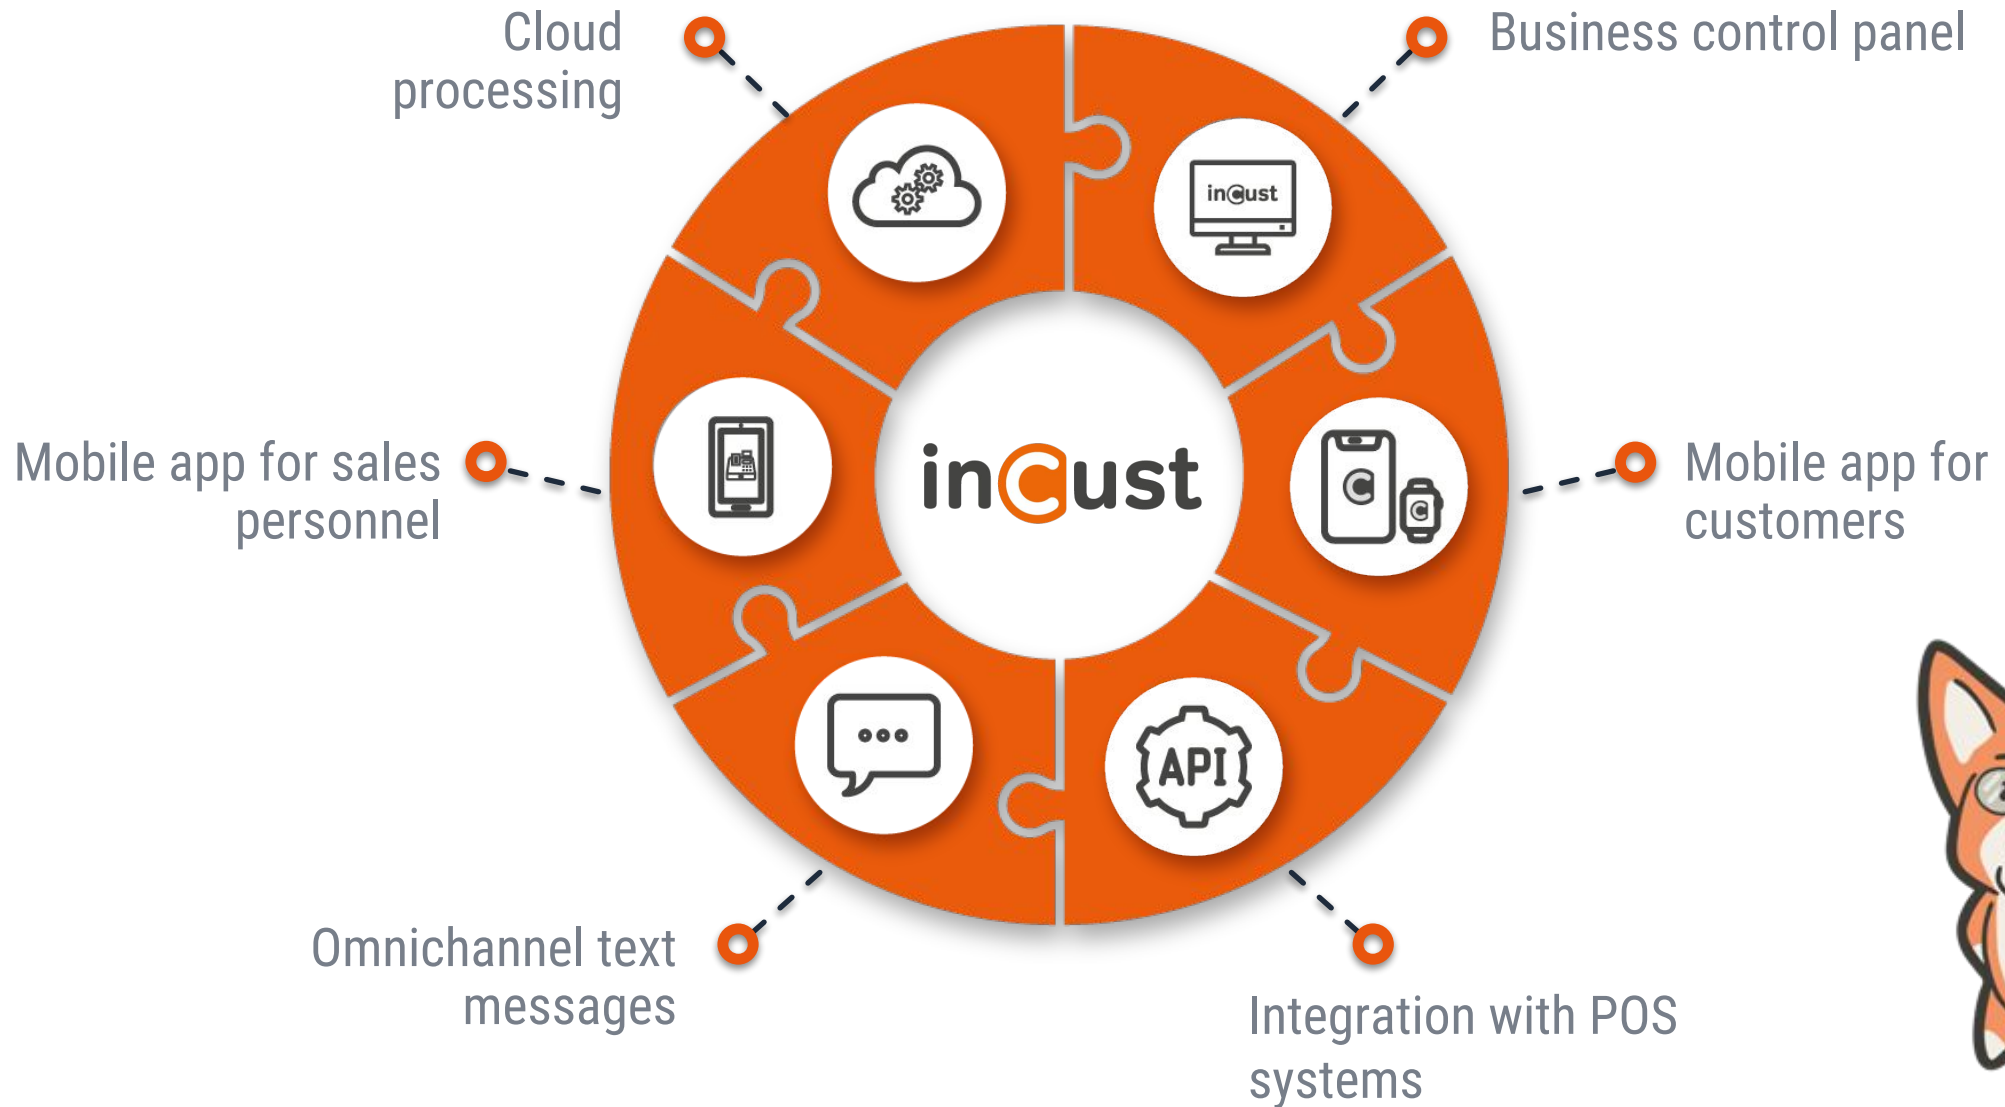 Cloud
processing
Business control panel
inCust
Mobile app for sales
personnel
inCust
Mobile app for
customers
C
C
API
Omnichannel text
messages
Integration with POS
systems